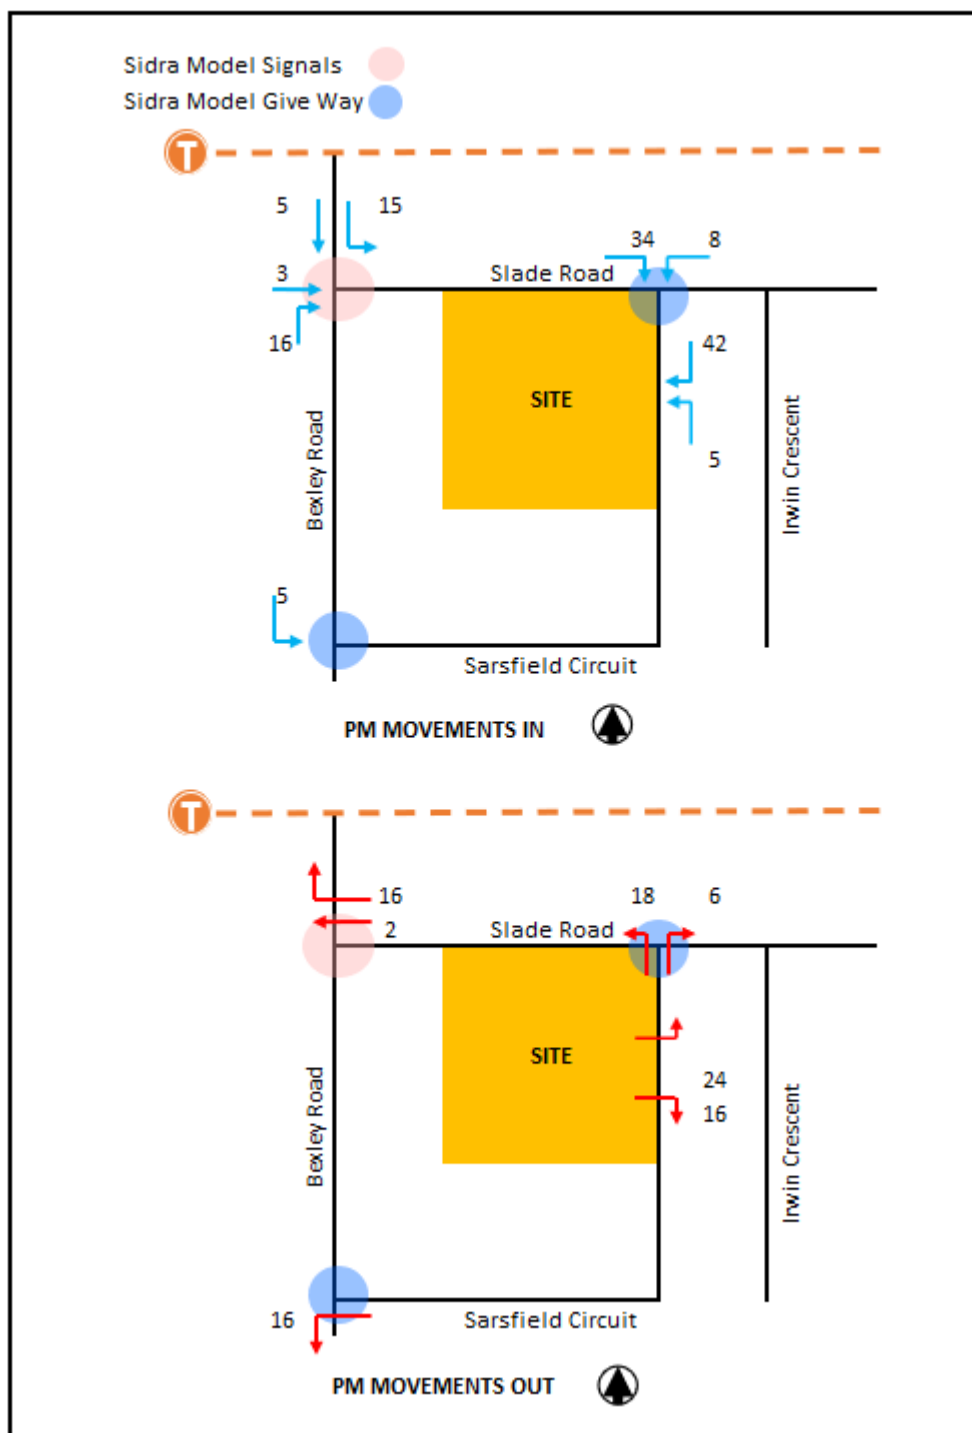 Sidra Model Signals
Sidra Model Give Way
T
5 15
34 8
3
Slade Road
16
42
SITE
Bexley Road
Irwin Crescent
5
5
Sarsfield Circuit
PM MOVEMENTS IN
T
16
18 6
2
Slade Road
SITE
24
16
Bexley Road
Irwin Crescent
16
Sarsfield Circuit
PM MOVEMENTS OUT